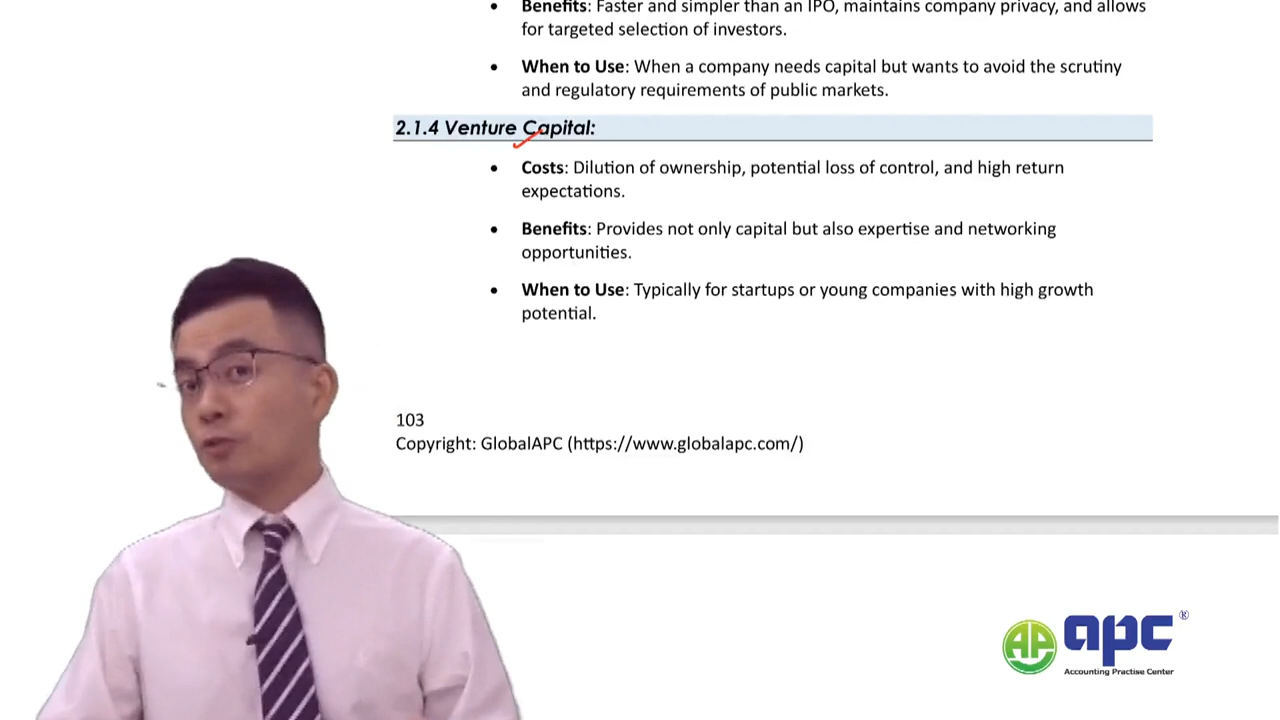 • Benefits: Faster and simpler than an IPO, maintains company privacy, and allows
for targeted selection of investors.
• When to Use: When a company needs capital but wants to avoid the scrutiny
and regulatory requirements of public markets.
2.1.4 Venture Capital:
• Costs: Dilution of ownership, potential loss of control, and high return
expectations.
• Benefits: Provides not only capital but also expertise and networking
opportunities.
• When to Use: Typically for startups or young companies with high growth
potential.
103
Copyright: GlobalAPC (https://www.globalapc.com/)
AP apc ®
Accounting Practise Center